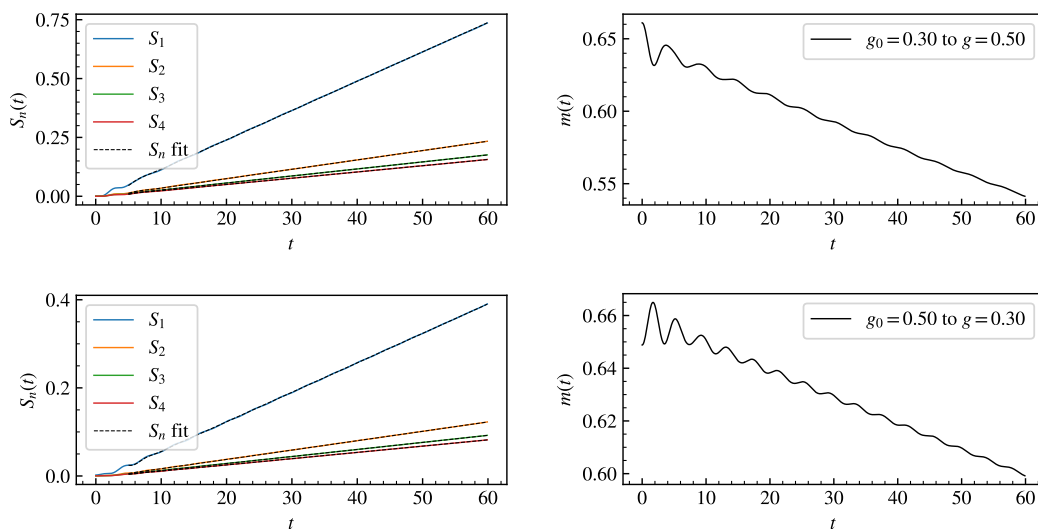 0.75
0.50
0.25
0.00
S_n(t)
S_1
S_2
S_3
S_4
S_n fit
0 10 20 30 40 50 60
t
0.65
0.60
0.55
m(t)
g_0 = 0.30 to g = 0.50
0 10 20 30 40 50 60
t
0.4
0.2
0.0
S_n(t)
S_1
S_2
S_3
S_4
S_n fit
0 10 20 30 40 50 60
t
0.66
0.64
0.62
0.60
m(t)
g_0 = 0.50 to g = 0.30
0 10 20 30 40 50 60
t